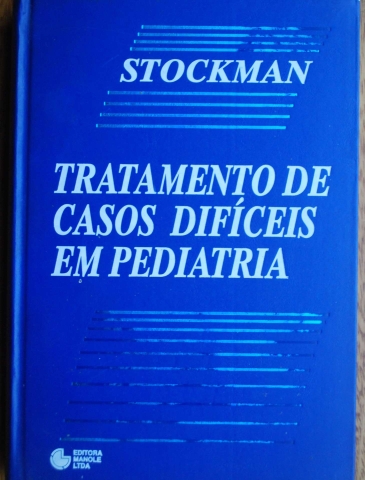 STOCKMAN
TRATAMENTO DE
CASOS DIFÍCEIS
EM PEDIATRIA
EDITORA
MANOLE
LTDA